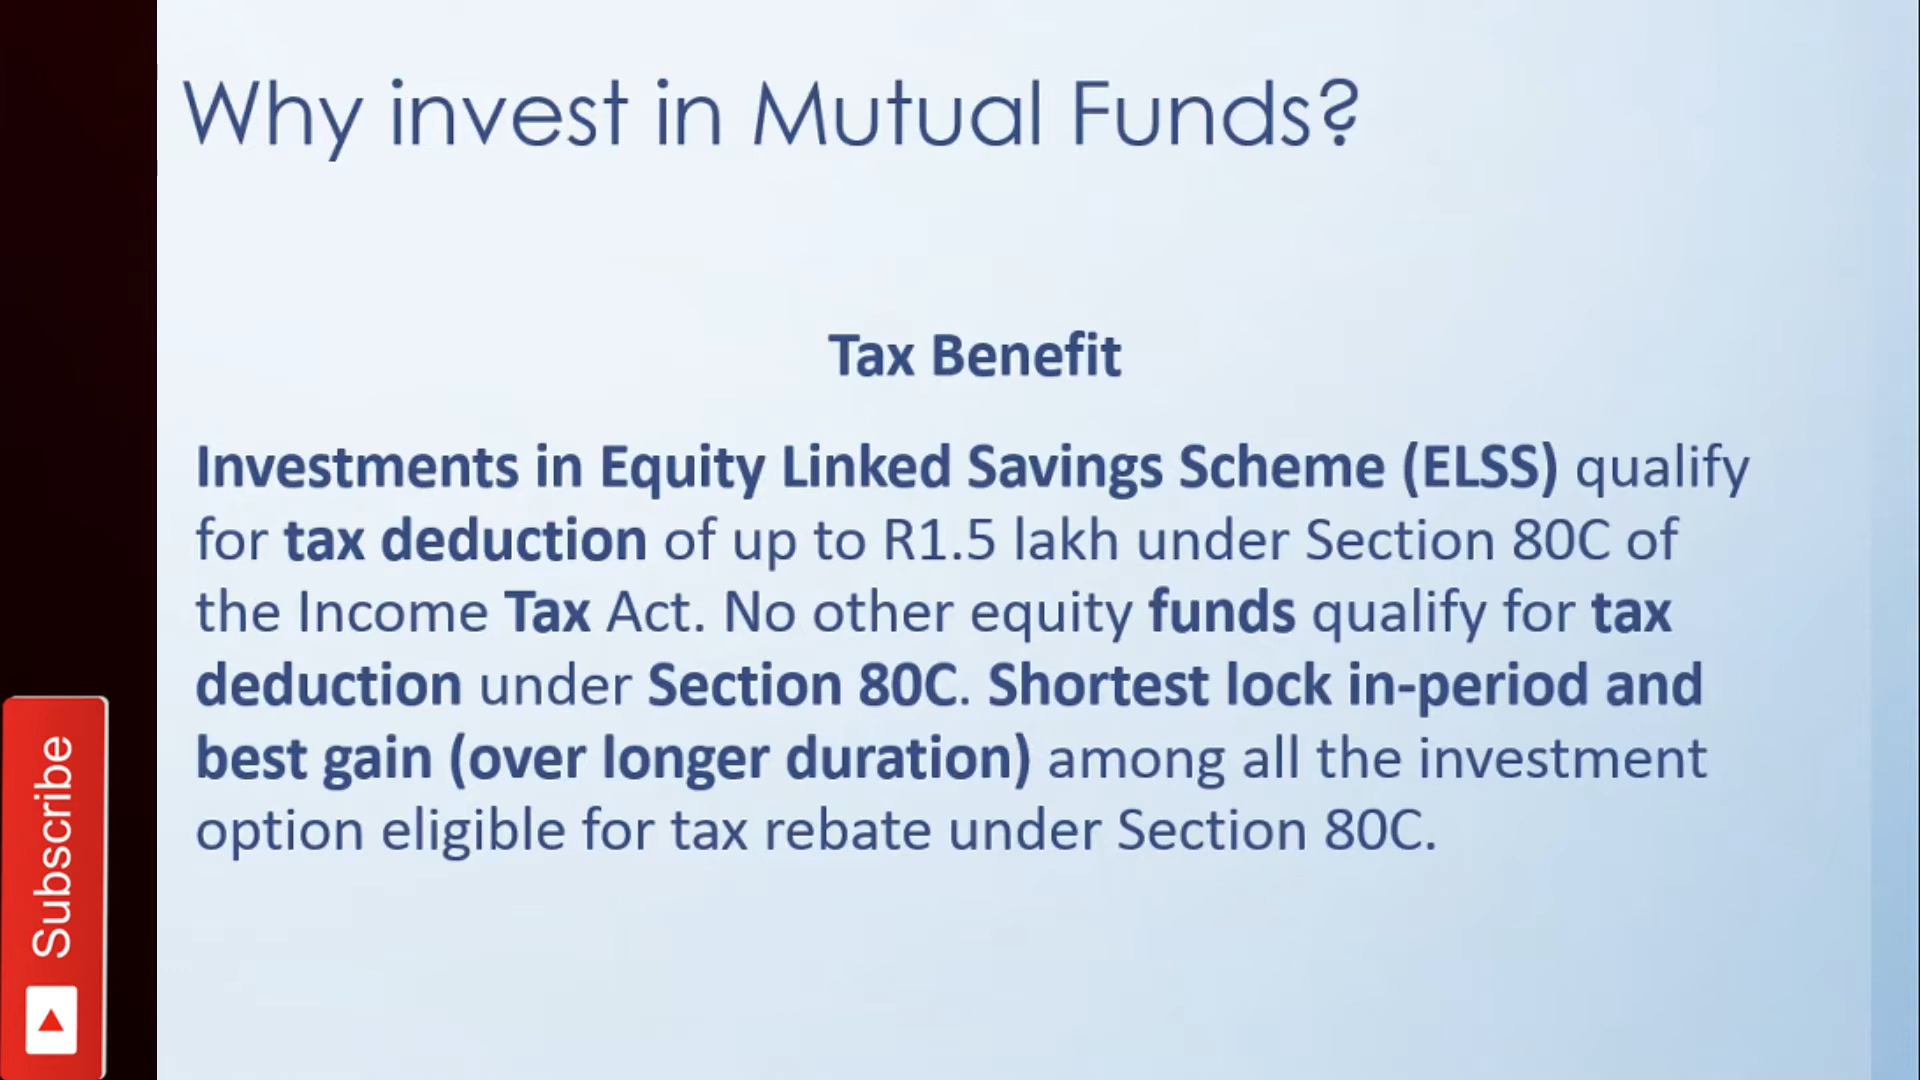 Why invest in Mutual Funds?
Tax Benefit
Investments in Equity Linked Savings Scheme (ELSS) qualify
for tax deduction of up to R1.5 lakh under Section 80C of
the Income Tax Act. No other equity funds qualify for tax
deduction under Section 80C. Shortest lock in-period and
best gain (over longer duration) among all the investment
option eligible for tax rebate under Section 80C.
Subscribe